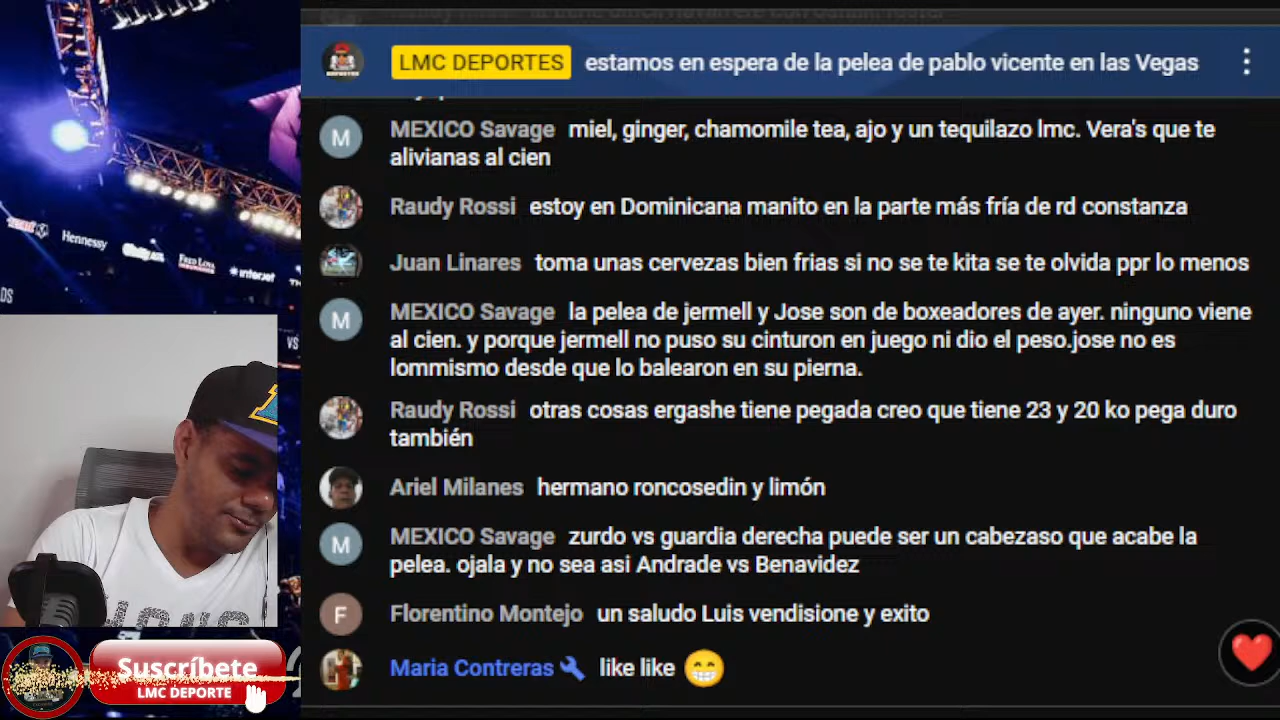 LMC DEPORTES estamos en espera de la pelea de pablo vicente en las Vegas
M MEXICO Savage miel, ginger, chamomile tea, ajo y un tequilazo lmc. Vera's que te
alivianas al cien
Raudy Rossi estoy en Dominicana manito en la parte más fría de rd constanza
Juan Linares toma unas cervezas bien frias si no se te kita se te olvida ppr lo menos
M MEXICO Savage la pelea de jermell y Jose son de boxeadores de ayer. ninguno viene
al cien. y porque jermell no puso su cinturon en juego ni dio el peso.jose no es
lommismo desde que lo balearon en su pierna.
Raudy Rossi otras cosas ergashe tiene pegada creo que tiene 23 y 20 ko pega duro
también
Ariel Milanes hermano roncosedin y limón
M MEXICO Savage zurdo vs guardia derecha puede ser un cabezaso que acabe la
pelea. ojala y no sea asi Andrade vs Benavidez
F Florentino Montejo un saludo Luis vendisione y exito
Maria Contreras like like
Hennessy
FRED LOYA
INSURANCE
interjet
VS
Suscríbete
LMC DEPORTE